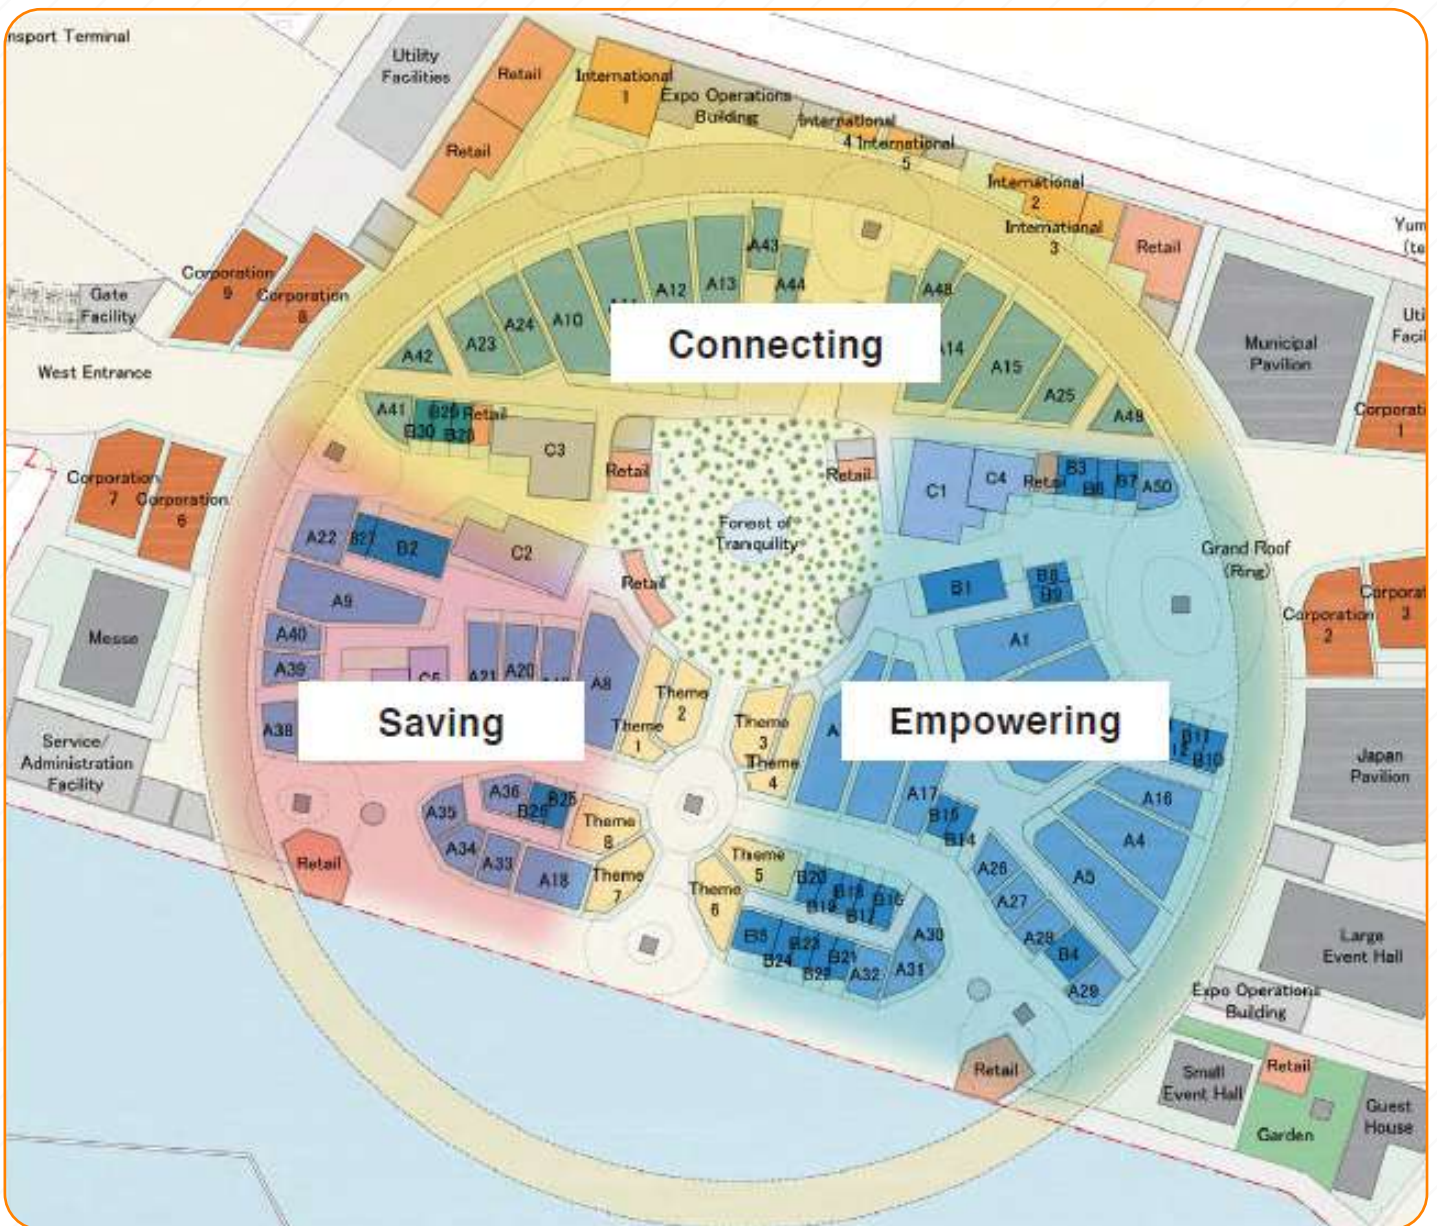 nsport Terminal
Utility
Facilities
Retail
Retail
International
1
Expo Operations
Building
International
4
International
5
International
2
International
3
Retail
Yum
(te
Corporation
9
Corporation
8
Gate
Facility
West Entrance
A42
A23
A24
A10
A12
A13
A43
A44
A48
A14
A15
A25
A49
Connecting
Municipal
Pavilion
Uti
Facil
Corporati
1
A41
B29
Retail
B30
B28
C3
Retail
Retail
C1
C4
Retail
B3
B6
B7
A50
Corporation
7
Corporation
6
Forest of
Tranquility
Grand Roof
(Ring)
A22
B27
B2
C2
Retail
B1
B8
B9
A9
A40
A39
A38
C5
A21
A20
A8
A1
Messe
Corporation
2
Corporat
3
Theme
1
Theme
2
Theme
3
Theme
4
Saving
Empowering
Service/
Administration
Facility
B11
B10
Japan
Pavilion
A36
B26
B25
A35
A34
A33
A18
Theme
8
Theme
7
Retail
A17
B15
B14
A16
A4
A5
A26
A27
A28
B4
A29
Theme
5
Theme
6
B20
B19
B18
B17
B16
B5
B24
B23
B22
B21
A32
A31
A30
Large
Event Hall
Expo Operations
Building
Retail
Small
Event Hall
Retail
Guest
House
Garden